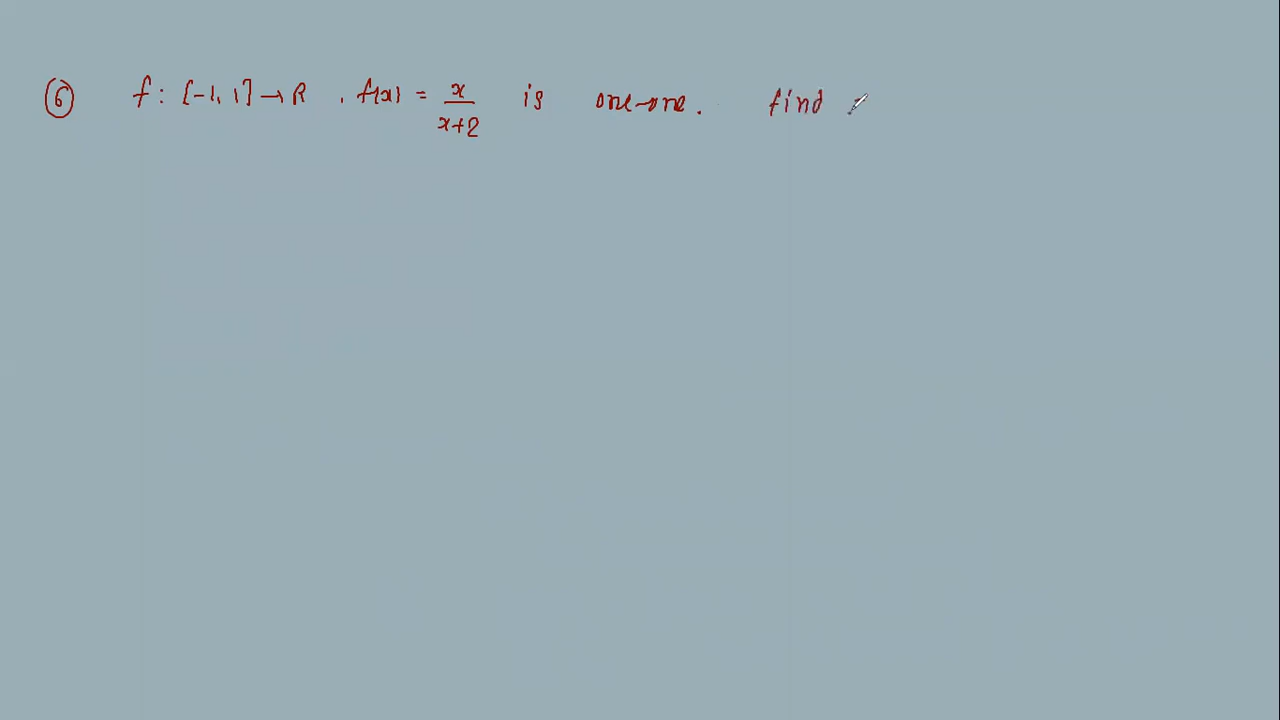 ⑥ f : [-1, 1] → R . f(x) = x/(x+2) is one-one. find